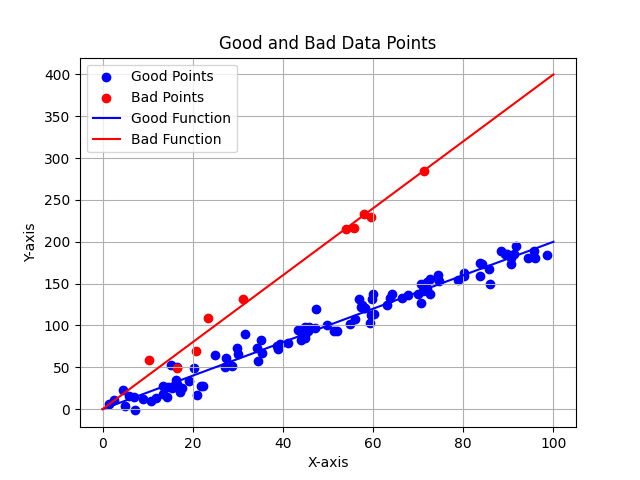 Good and Bad Data Points
Good Points
Bad Points
Good Function
Bad Function
Y-axis
400
350
300
250
200
150
100
50
0
0 20 40 60 80 100
X-axis